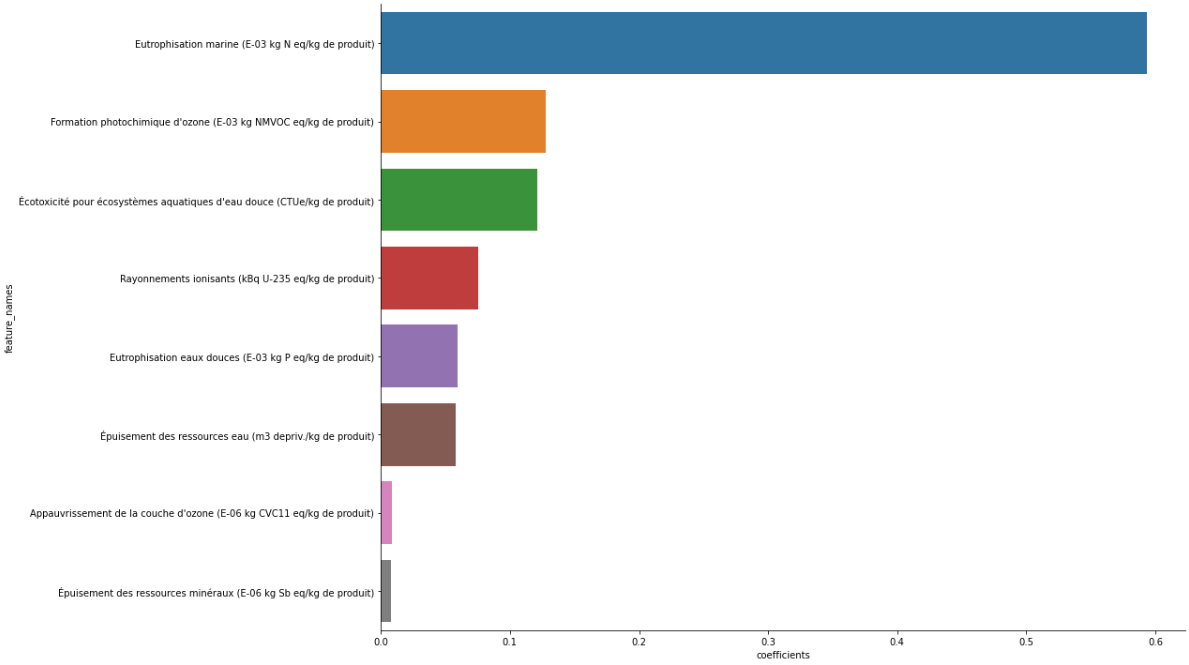 Eutrophisation marine (E-03 kg N eq/kg de produit)
Formation photochimique d'ozone (E-03 kg NMVOC eq/kg de produit)
Écotoxicité pour écosystèmes aquatiques d'eau douce (CTUe/kg de produit)
Rayonnements ionisants (kBq U-235 eq/kg de produit)
feature_names
Eutrophisation eaux douces (E-03 kg P eq/kg de produit)
Épuisement des ressources eau (m3 depriv./kg de produit)
Appauvrissement de la couche d'ozone (E-06 kg CVC11 eq/kg de produit)
Épuisement des ressources minéraux (E-06 kg Sb eq/kg de produit)
0.0 0.1 0.2 0.3 0.4 0.5 0.6
coefficients